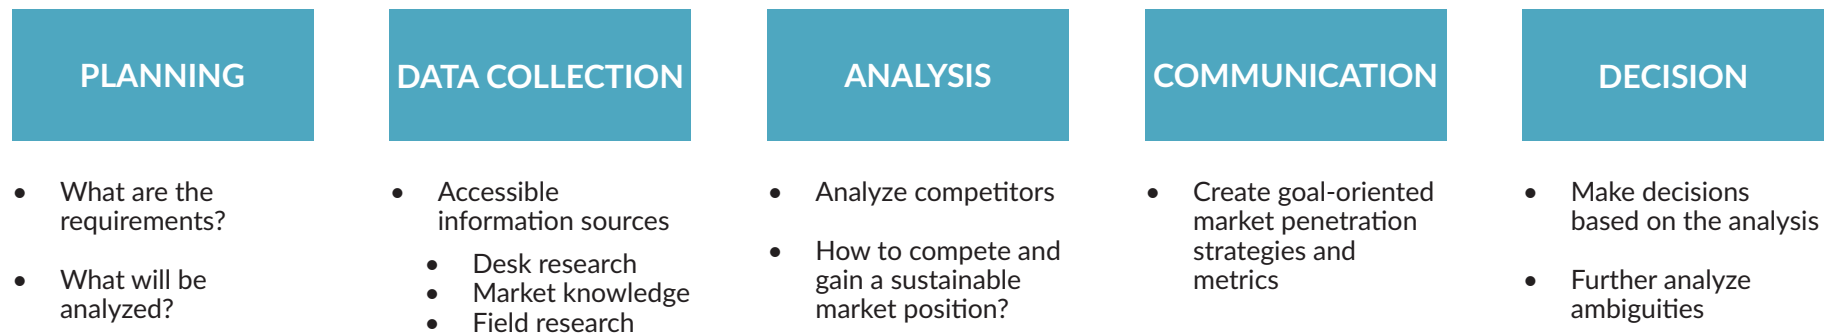 PLANNING
• What are the
requirements?
• What will be
analyzed?
DATA COLLECTION
• Accessible
information sources
• Desk research
• Market knowledge
• Field research
ANALYSIS
• Analyze competitors
• How to compete and
gain a sustainable
market position?
COMMUNICATION
• Create goal-oriented
market penetration
strategies and
metrics
DECISION
• Make decisions
based on the analysis
• Further analyze
ambiguities